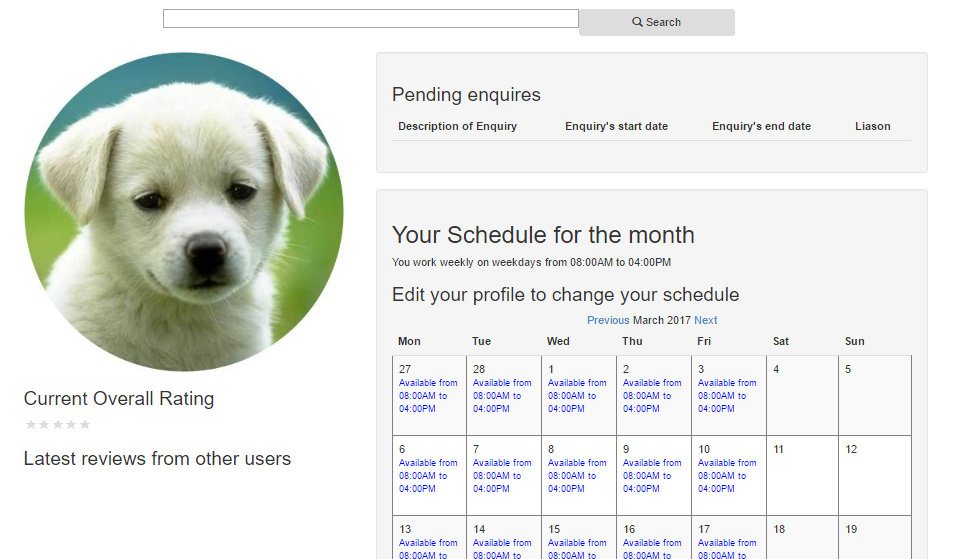 Search
Pending enquires
Description of Enquiry Enquiry's start date Enquiry's end date Liason
Your Schedule for the month
You work weekly on weekdays from 08:00AM to 04:00PM
Edit your profile to change your schedule
Previous March 2017 Next
Mon Tue Wed Thu Fri Sat Sun
27 28 1 2 3 4 5
Available from Available from Available from Available from Available from
08:00AM to 08:00AM to 08:00AM to 08:00AM to 08:00AM to
04:00PM 04:00PM 04:00PM 04:00PM 04:00PM
6 7 8 9 10 11 12
Available from Available from Available from Available from Available from
08:00AM to 08:00AM to 08:00AM to 08:00AM to 08:00AM to
04:00PM 04:00PM 04:00PM 04:00PM 04:00PM
13 14 15 16 17 18 19
Available from Available from Available from Available from Available from
08:00AM to 08:00AM to 08:00AM to 08:00AM to 08:00AM to
Current Overall Rating
Latest reviews from other users